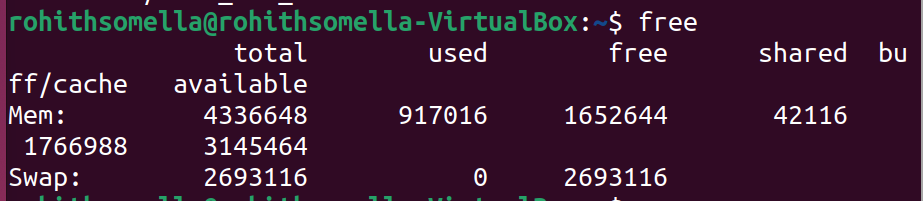 rohithsomella@rohithsomella-VirtualBox:~$ free
total used free shared bu
ff/cache available
Mem: 4336648 917016 1652644 42116
1766988 3145464
Swap: 2693116 0 2693116